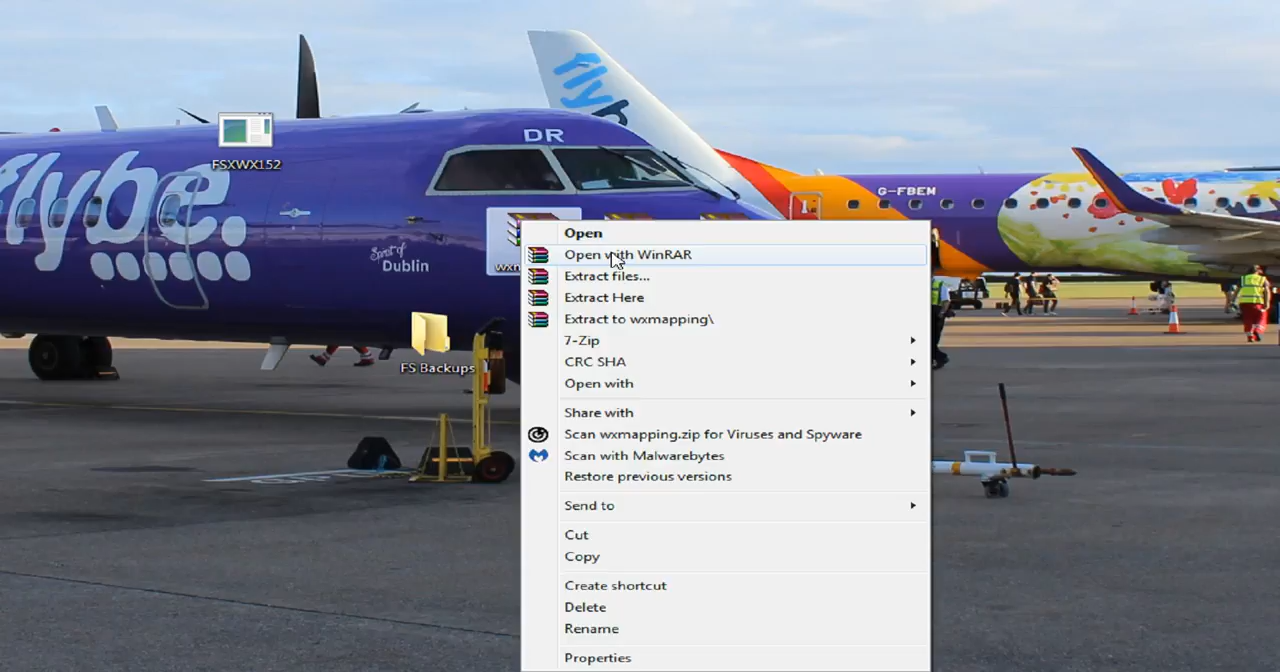 DR
fly
FSXWX152
flybe.
G-FBEM
Spirit of
Dublin
Open
Open with WinRAR
Extract files...
Extract Here
Extract to wxmapping\
7-Zip
CRC SHA
Open with
Share with
Scan wxmapping.zip for Viruses and Spyware
Scan with Malwarebytes
Restore previous versions
Send to
Cut
Copy
Create shortcut
Delete
Rename
Properties
FS Backups